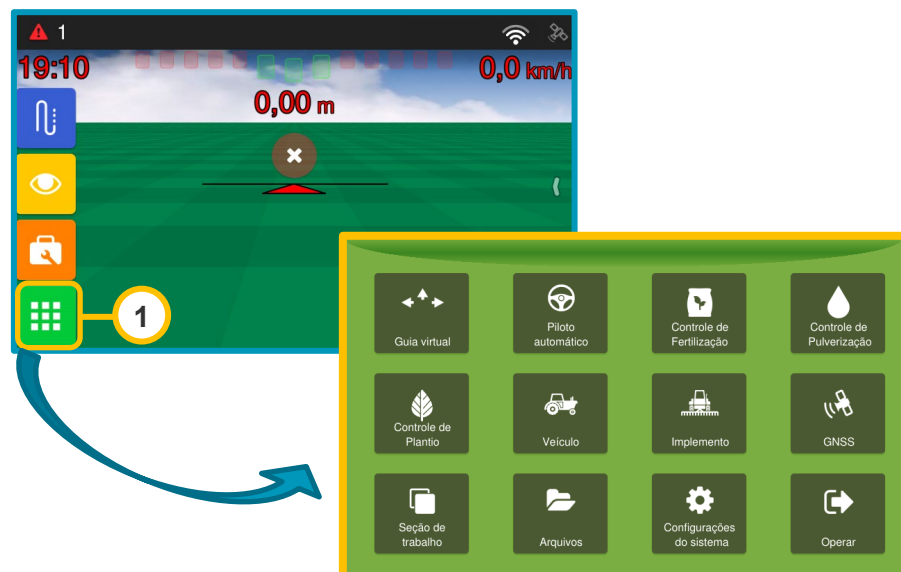 1
19:10
0,0 km/h
0,00 m
1
Guia virtual
Piloto
automático
Controle de
Fertilização
Controle de
Pulverização
Controle de
Plantio
Veículo
Implemento
GNSS
Seção de
trabalho
Arquivos
Configurações
do sistema
Operar